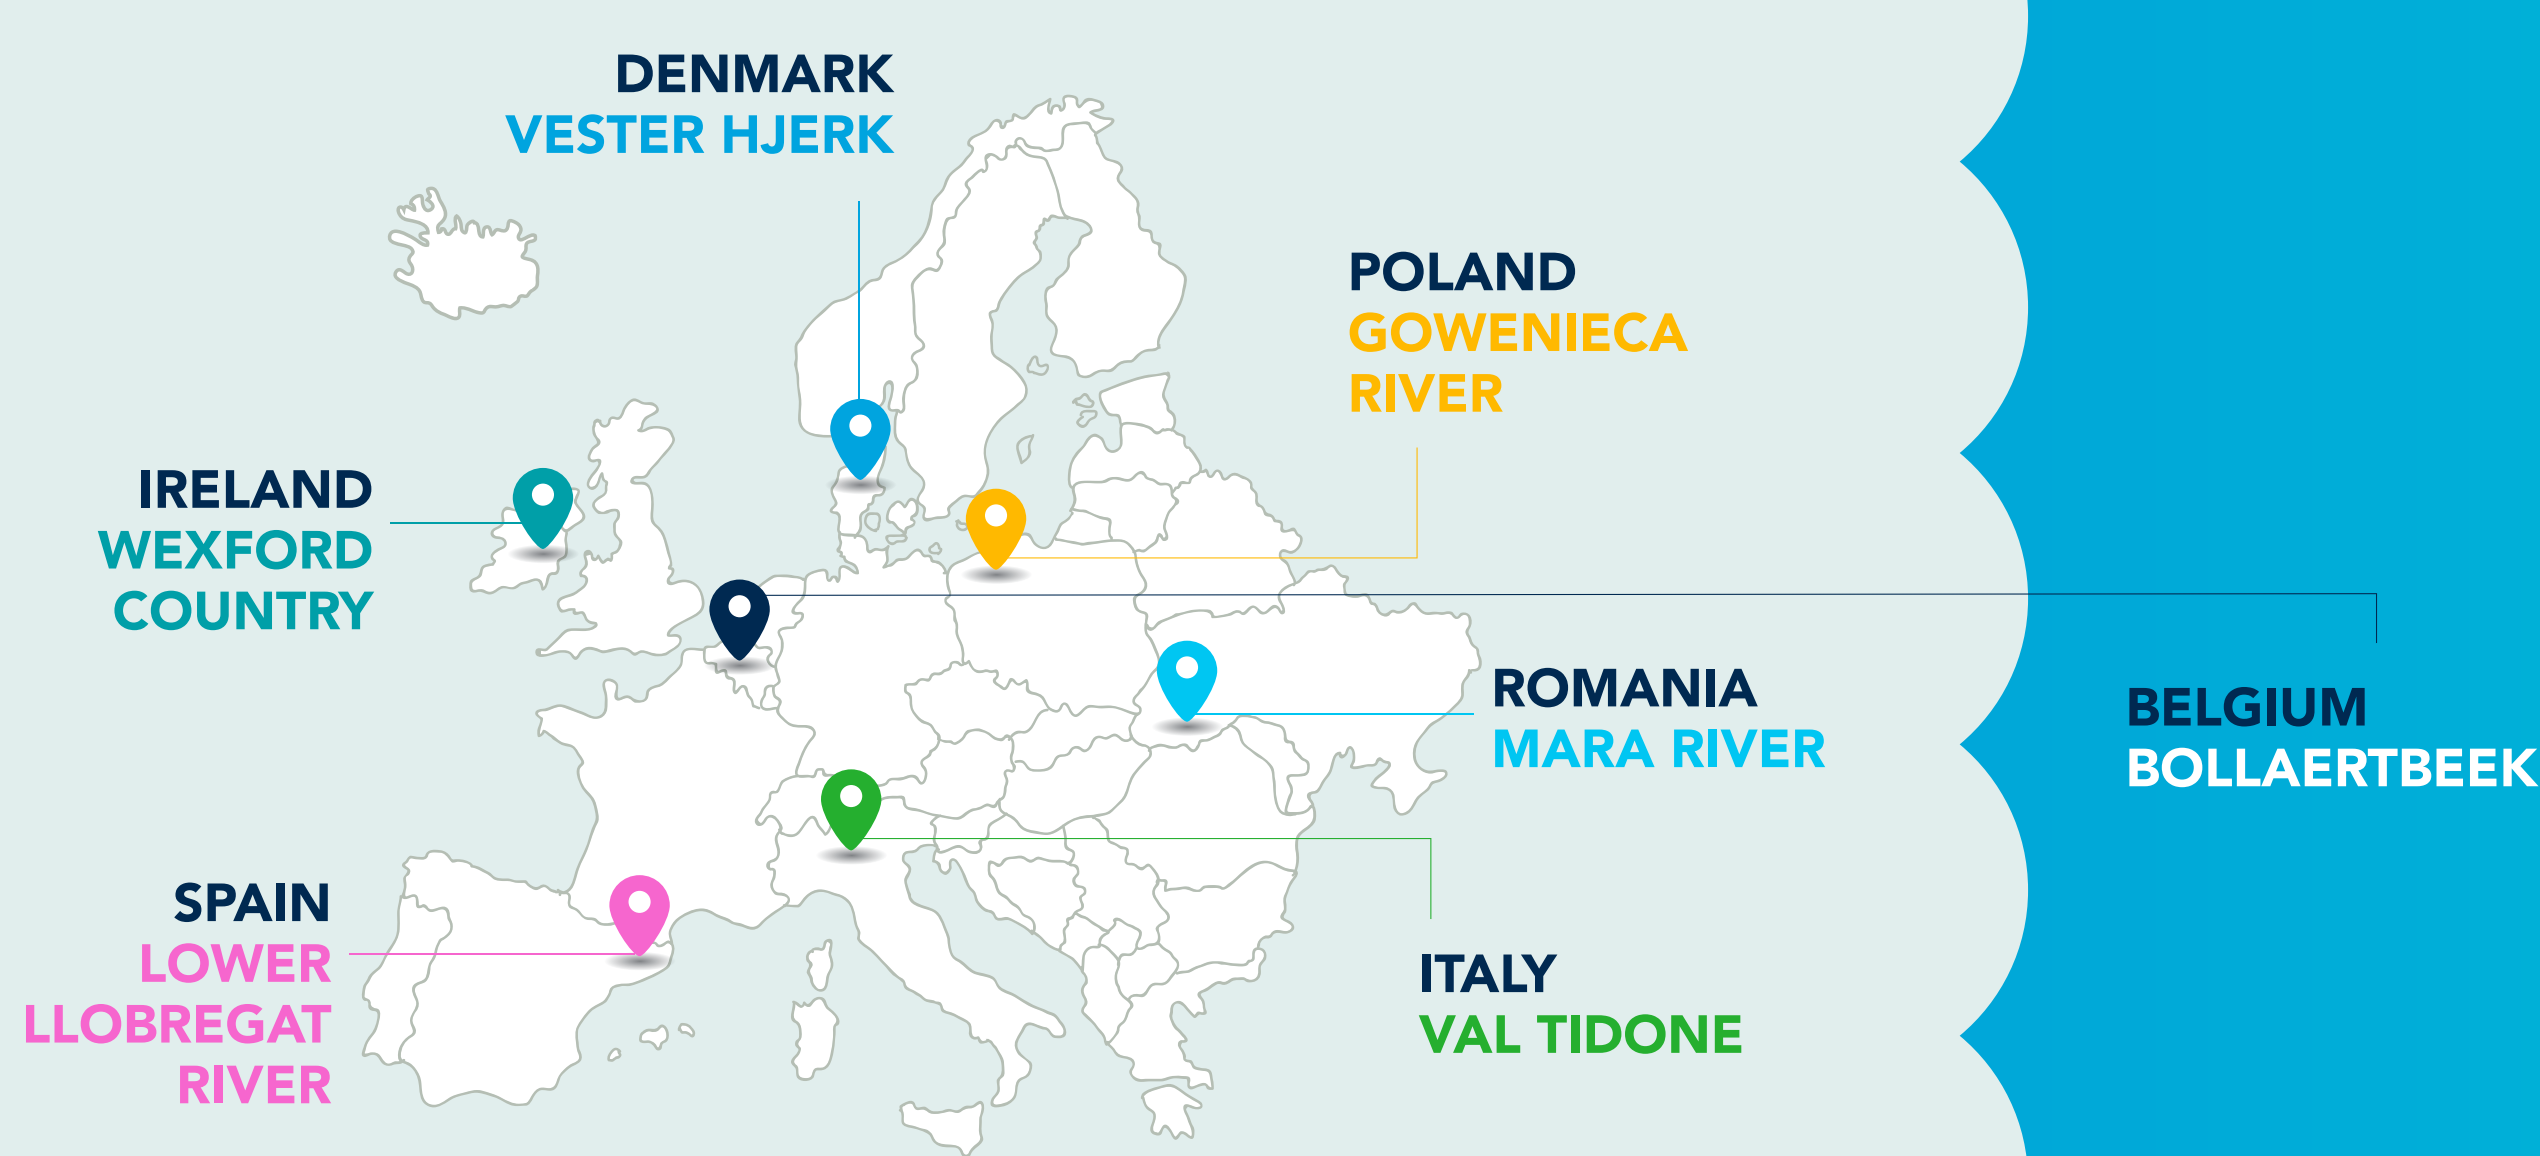 DENMARK
VESTER HJERK
POLAND
GOWENIECA
RIVER
IRELAND
WEXFORD
COUNTRY
ROMANIA
MARA RIVER
BELGIUM
BOLLAERTBEEK
SPAIN
LOWER
LLOBREGAT
RIVER
ITALY
VAL TIDONE